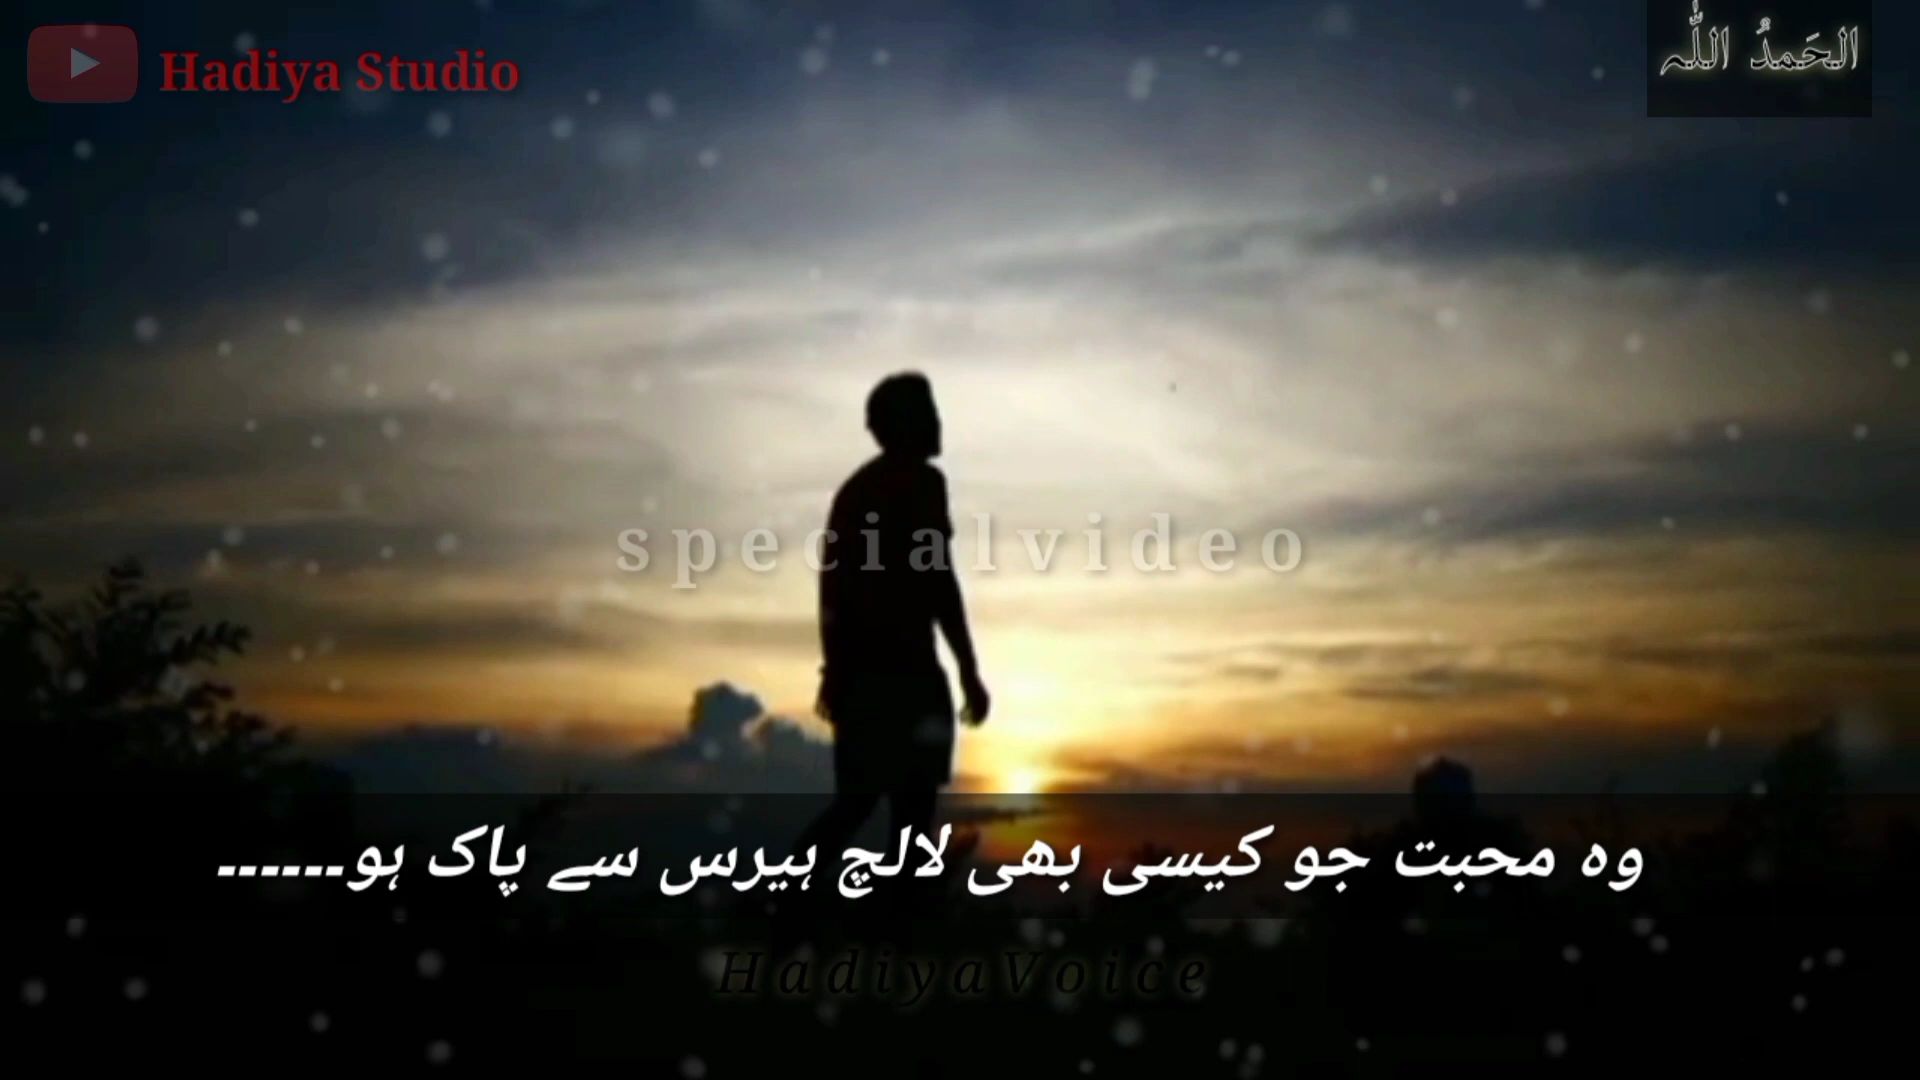 Hadiya Studio
الحَمدُ اللّٰہ
specialvideo
وہ محبت جو کیسی بھی لالچ ہیرس سے پاک ہو۔۔۔۔۔۔
HadiyaVoice